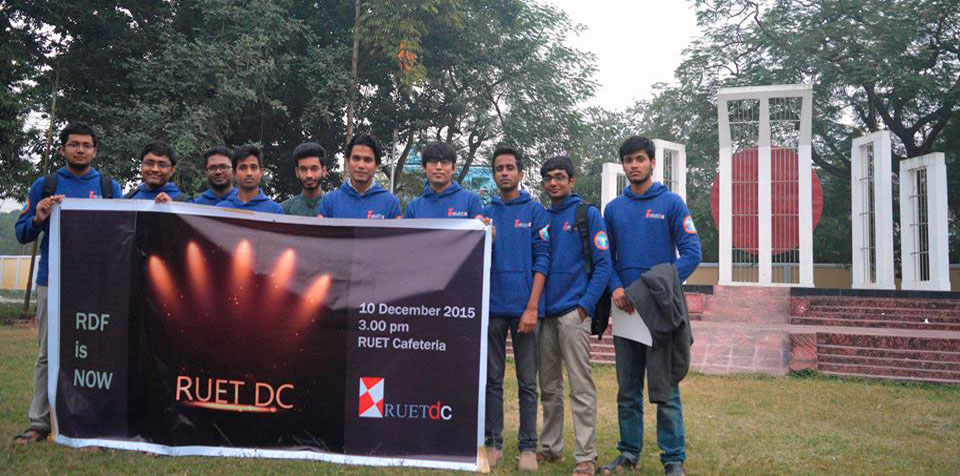 RDF
is
NOW
RUET DC
10 December 2015
3.00 pm
RUET Cafeteria
RUETdc